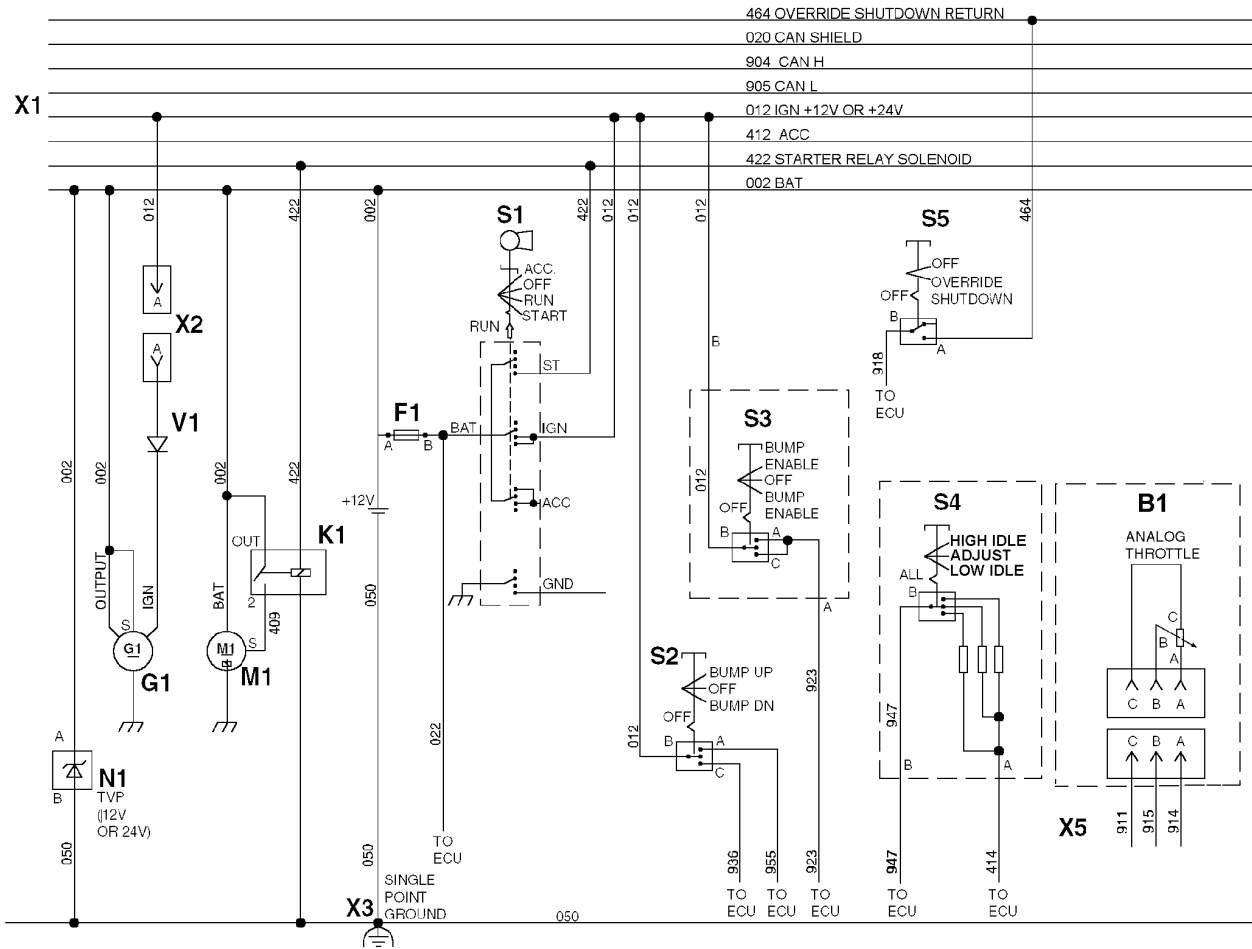 464 OVERRIDE SHUTDOWN RETURN
020 CAN SHIELD
904 CAN H
905 CAN L
X1
012 IGN +12V OR +24V
412 ACC
422 STARTER RELAY SOLENOID
002 BAT
012
422
002
422
012
012
012
464
S1
ACC.
OFF
RUN
START
RUN
S5
OFF
OVERRIDE
SHUTDOWN
OFF
B
A
918
TO
ECU
A
X2
A
V1
B
ST
F1
A
B
BAT
IGN
ACC
GND
S3
BUMP
ENABLE
OFF
BUMP
ENABLE
OFF
B
A
C
012
A
002
002
002
422
+12V
K1
OUT
2
409
050
OUTPUT
IGN
BAT
S
G1
G1
S
M1
M1
S4
HIGH IDLE
ADJUST
LOW IDLE
ALL
B
947
B
A
B1
ANALOG
THROTTLE
C
B
A
C B A
C B A
X5
911
915
914
S2
BUMP UP
OFF
BUMP DN
OFF
B
A
C
012
923
022
TO
ECU
A
N1
B
TVP
(12V
OR 24V)
050
050
936
955
923
947
414
TO
ECU
TO
ECU
TO
ECU
TO
ECU
TO
ECU
X3
SINGLE
POINT
GROUND
050